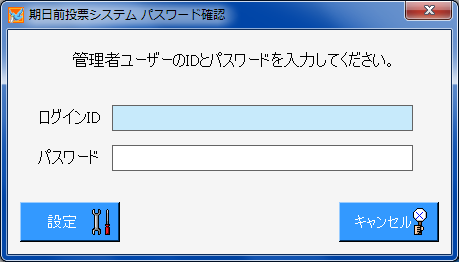 期日前投票システム パスワード確認
管理者ユーザーのIDとパスワードを入力してください。
ログインID
パスワード
設定
キャンセル